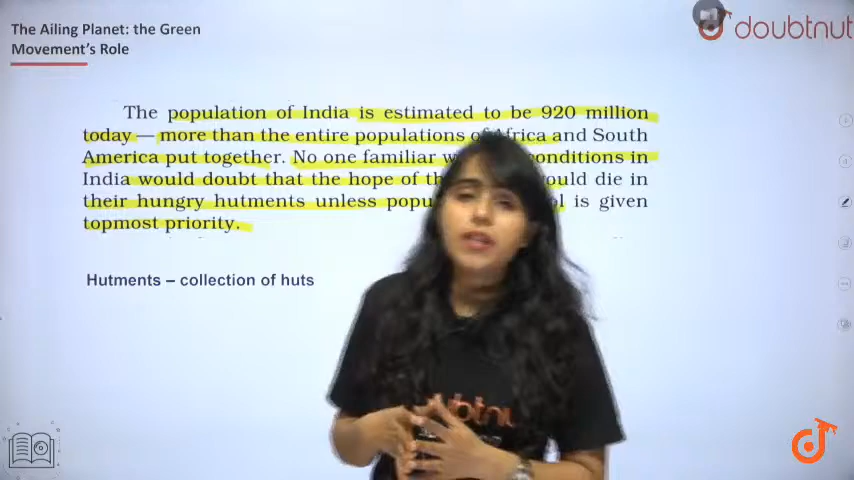 The Ailing Planet: the Green
Movement's Role
doubtnut
The population of India is estimated to be 920 million
today — more than the entire populations of Africa and South
America put together. No one familiar conditions in
India would doubt that the hope of would die in
their hungry hutments unless is given
topmost priority.
Hutments – collection of huts